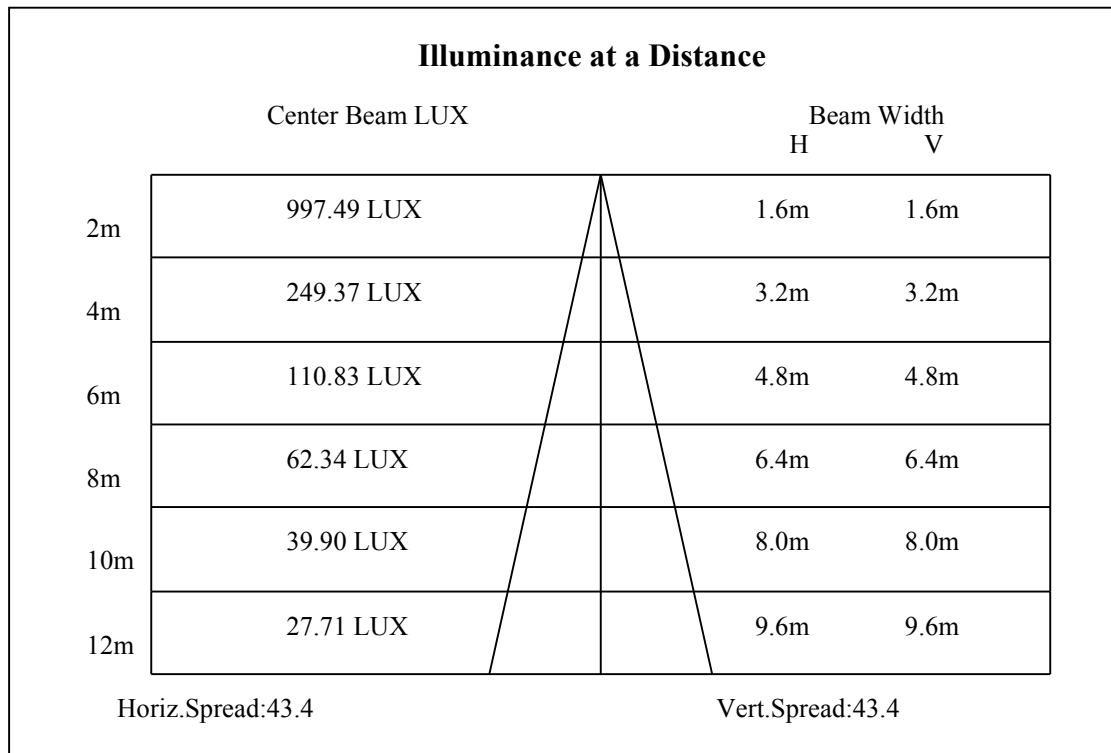 Illuminance at a Distance
Center Beam LUX Beam Width
H V
997.49 LUX 1.6m 1.6m
2m
249.37 LUX 3.2m 3.2m
4m
110.83 LUX 4.8m 4.8m
6m
62.34 LUX 6.4m 6.4m
8m
39.90 LUX 8.0m 8.0m
10m
27.71 LUX 9.6m 9.6m
12m
Horiz.Spread:43.4 Vert.Spread:43.4